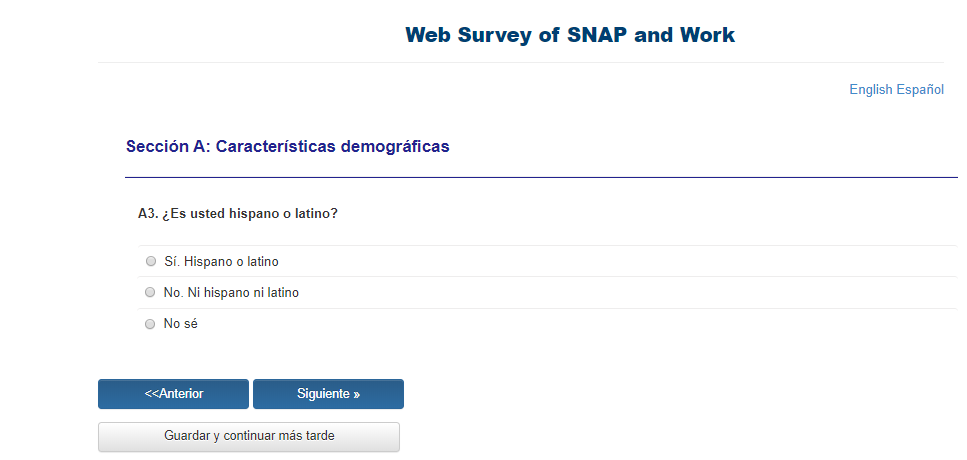 Web Survey of SNAP and Work
English Español
Sección A: Características demográficas
A3. ¿Es usted hispano o latino?
Sí. Hispano o latino
No. Ni hispano ni latino
No sé
<<Anterior Siguiente »
Guardar y continuar más tarde